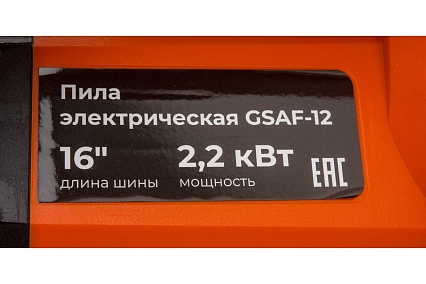 Пила
электрическая GSAF-12
16" 2,2 кВт
длина шины мощность
EAC